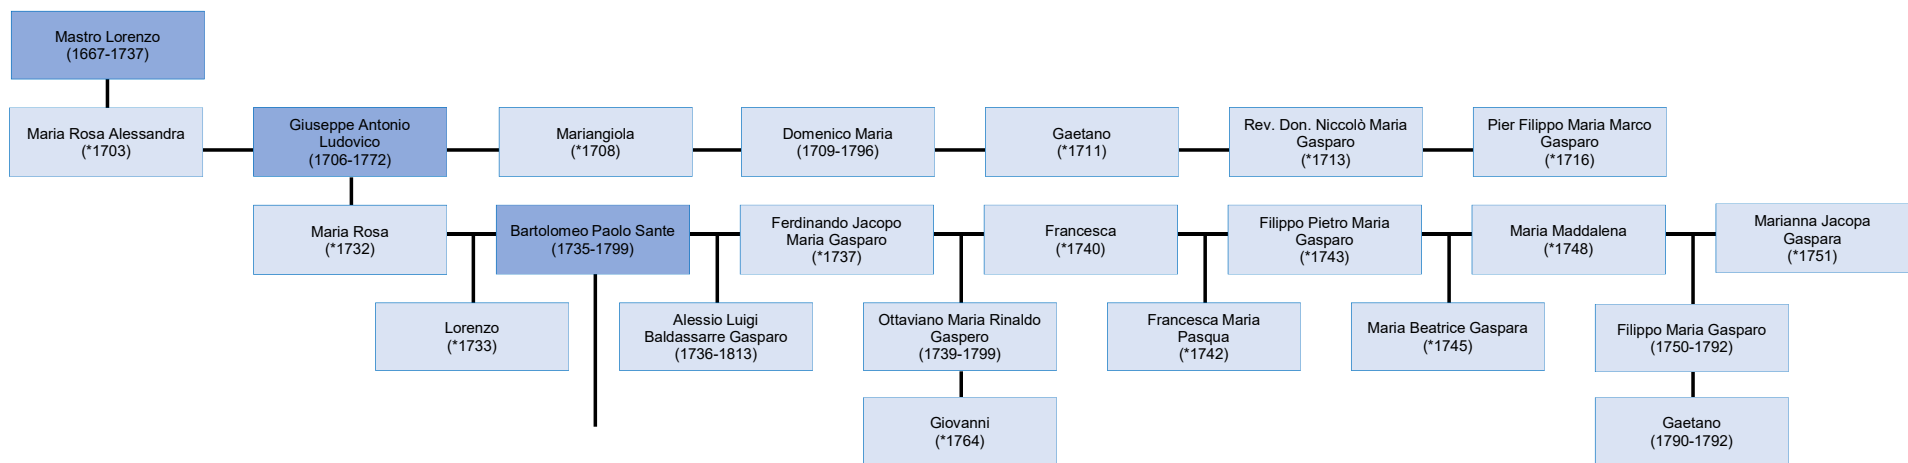 Mastro Lorenzo
(1667-1737)
Maria Rosa Alessandra
(*1703)
Giuseppe Antonio
Ludovico
(1706-1772)
Mariangiola
(*1708)
Domenico Maria
(1709-1796)
Gaetano
(*1711)
Rev. Don. Niccolò Maria
Gasparo
(*1713)
Pier Filippo Maria Marco
Gasparo
(*1716)
Maria Rosa
(*1732)
Bartolomeo Paolo Sante
(1735-1799)
Ferdinando Jacopo
Maria Gasparo
(*1737)
Francesca
(*1740)
Filippo Pietro Maria
Gasparo
(*1743)
Maria Maddalena
(*1748)
Marianna Jacopa
Gaspara
(*1751)
Lorenzo
(*1733)
Alessio Luigi
Baldassarre Gasparo
(1736-1813)
Ottaviano Maria Rinaldo
Gaspero
(1739-1799)
Francesca Maria
Pasqua
(*1742)
Maria Beatrice Gaspara
(*1745)
Filippo Maria Gasparo
(1750-1792)
Giovanni
(*1764)
Gaetano
(1790-1792)